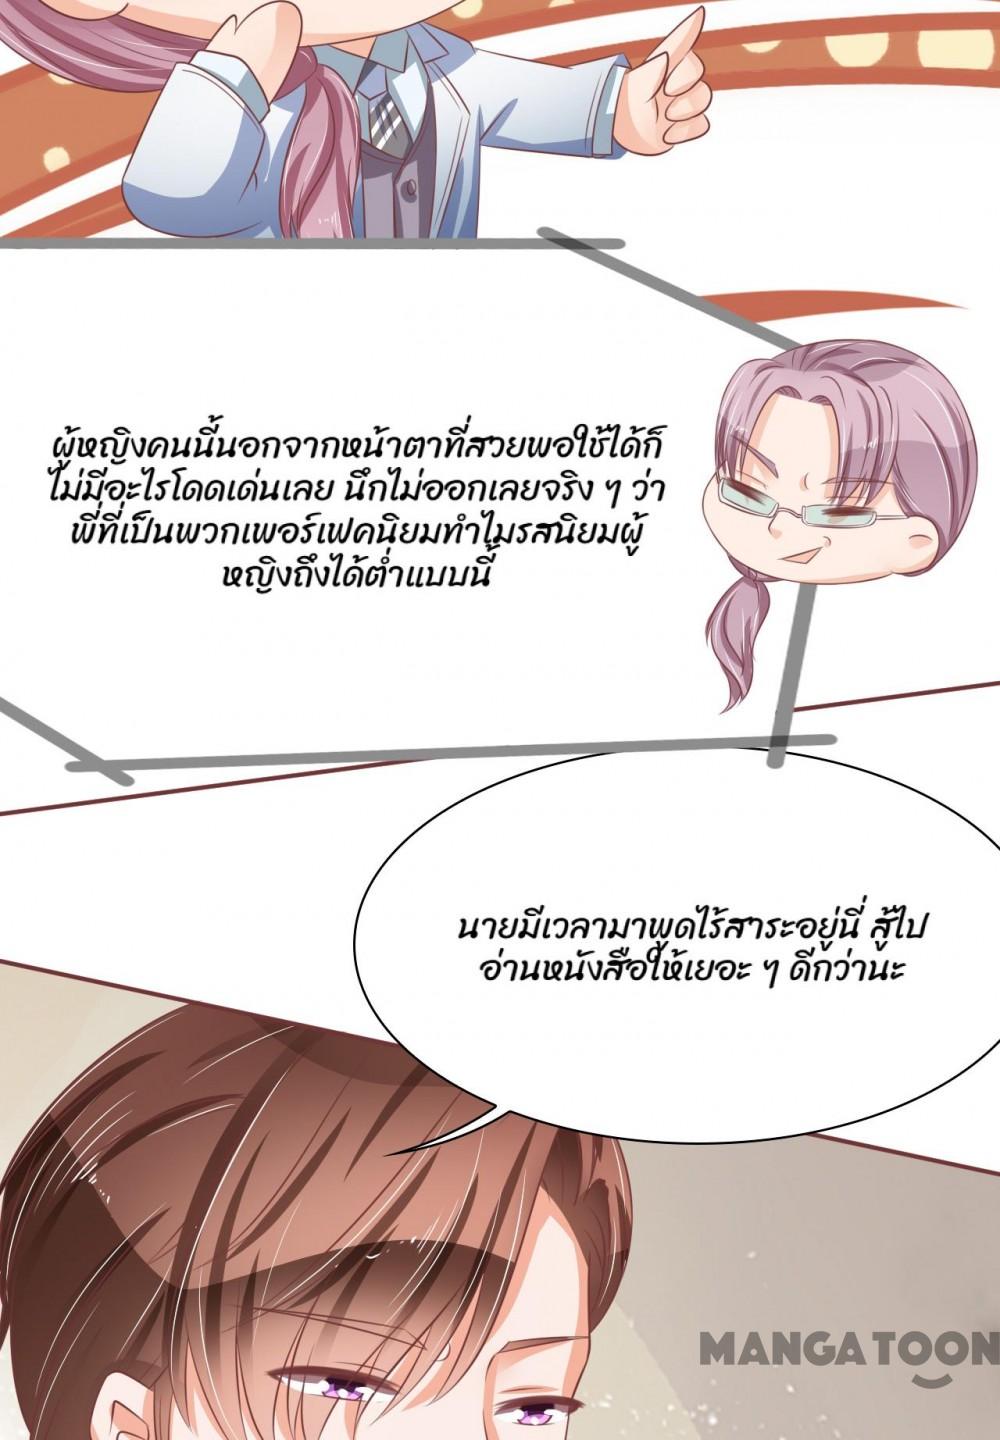 ผู้หญิงคนนี้นอกจากหน้าตาที่สวยพอใช้ได้ก็
ไม่มีอะไรโดดเด่นเลย นึกไม่ออกเลยจริง ๆ ว่า
พี่ที่เป็นพวกเพอร์เฟคนิยมทำไมรสนิยมผู้
หญิงถึงได้ต่ำแบบนี้
นายมีเวลามาพูดไร้สาระอยู่นี่ สู้ไป
อ่านหนังสือให้เยอะ ๆ ดีกว่านะ
MANGATOON